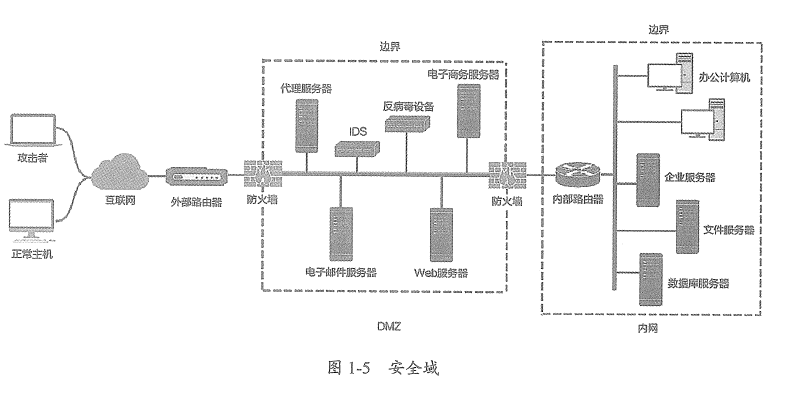 边界
边界
电子商务服务器
代理服务器
办公计算机
反病毒设备
IDS
攻击者
互联网
外部路由器
防火墙
防火墙
内部路由器
企业服务器
正常主机
电子邮件服务器
Web服务器
文件服务器
数据库服务器
DMZ
内网
图 1-5 安全域